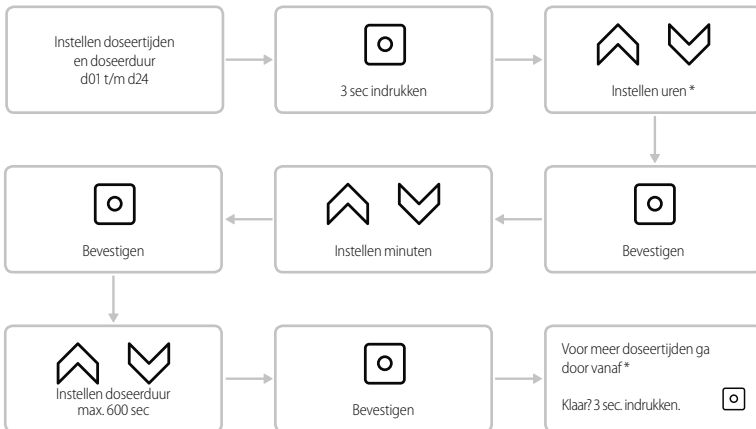 Instellen doseertijden
en doseerduur
d01 t/m d24
3 sec indrukken
Instellen uren *
Bevestigen
Instellen minuten
Bevestigen
Instellen doseerduur
max. 600 sec
Bevestigen
Voor meer doseertijden ga
door vanaf *
Klaar? 3 sec. indrukken.